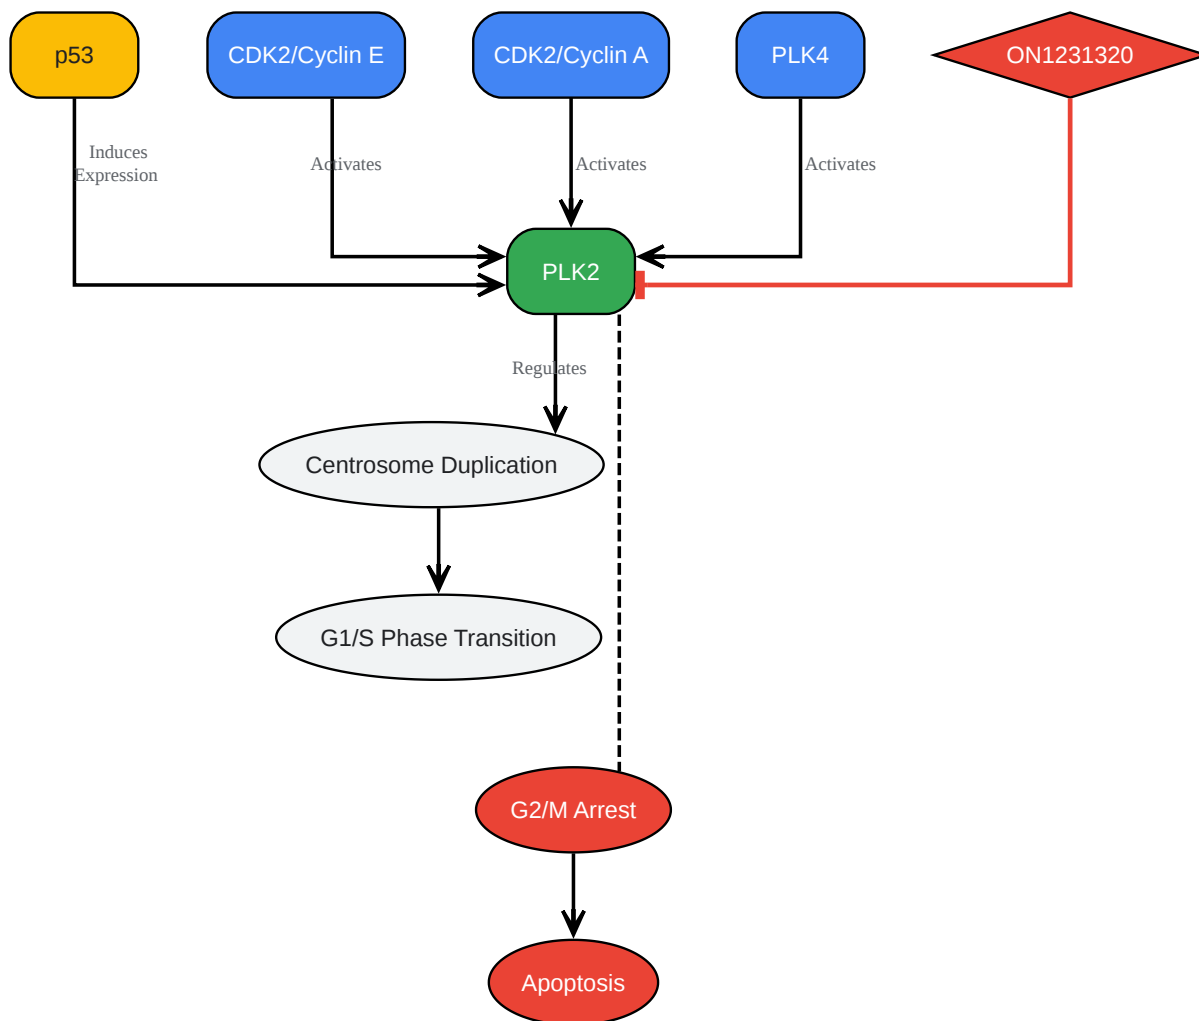 p53
CDK2/Cyclin E
CDK2/Cyclin A
PLK4
ON1231320
Induces
Expression
Activates
Activates
Activates
PLK2
Regulates
Centrosome Duplication
G1/S Phase Transition
G2/M Arrest
Apoptosis